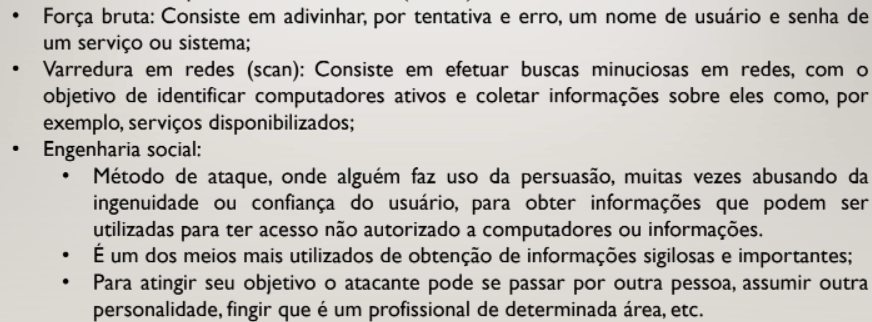 • Força bruta: Consiste em adivinhar, por tentativa e erro, um nome de usuário e senha de
um serviço ou sistema;
• Varredura em redes (scan): Consiste em efetuar buscas minuciosas em redes, com o
objetivo de identificar computadores ativos e coletar informações sobre eles como, por
exemplo, serviços disponibilizados;
• Engenharia social:
• Método de ataque, onde alguém faz uso da persuasão, muitas vezes abusando da
ingenuidade ou confiança do usuário, para obter informações que podem ser
utilizadas para ter acesso não autorizado a computadores ou informações.
• É um dos meios mais utilizados de obtenção de informações sigilosas e importantes;
• Para atingir seu objetivo o atacante pode se passar por outra pessoa, assumir outra
personalidade, fingir que é um profissional de determinada área, etc.